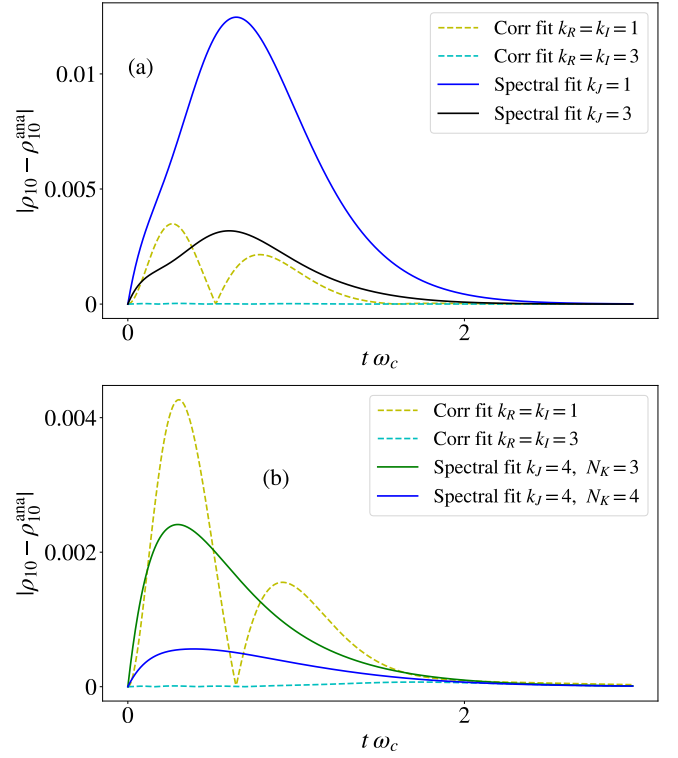 (a)
Corr fit k_R = k_I = 1
Corr fit k_R = k_I = 3
Spectral fit k_J = 1
Spectral fit k_J = 3
|ρ_10 − ρ_10^ana|
0.01
0.005
0
0 2
t ω_c
(b)
Corr fit k_R = k_I = 1
Corr fit k_R = k_I = 3
Spectral fit k_J = 4, N_K = 3
Spectral fit k_J = 4, N_K = 4
|ρ_10 − ρ_10^ana|
0.004
0.002
0
0 2
t ω_c